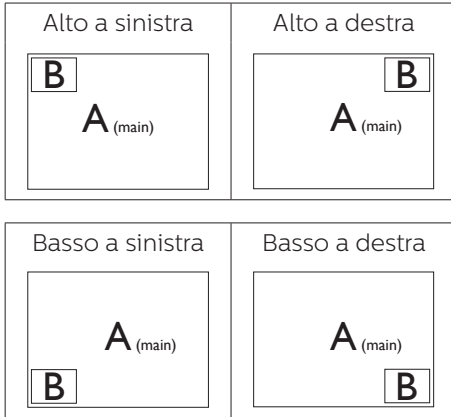 Alto a sinistra
Alto a destra
B
B
A (main)
A (main)
Basso a sinistra
Basso a destra
A (main)
A (main)
B
B